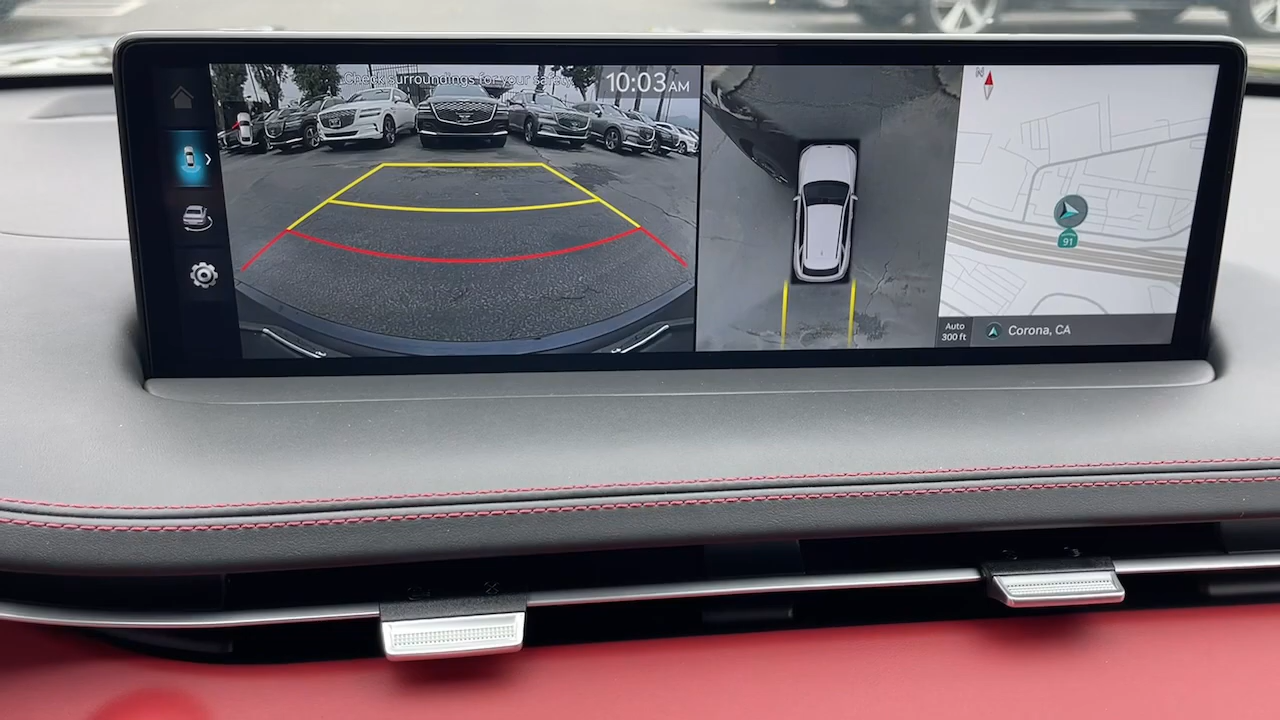 Check surroundings for your safety
10:03 AM
N
91
Auto
300 ft
Corona, CA